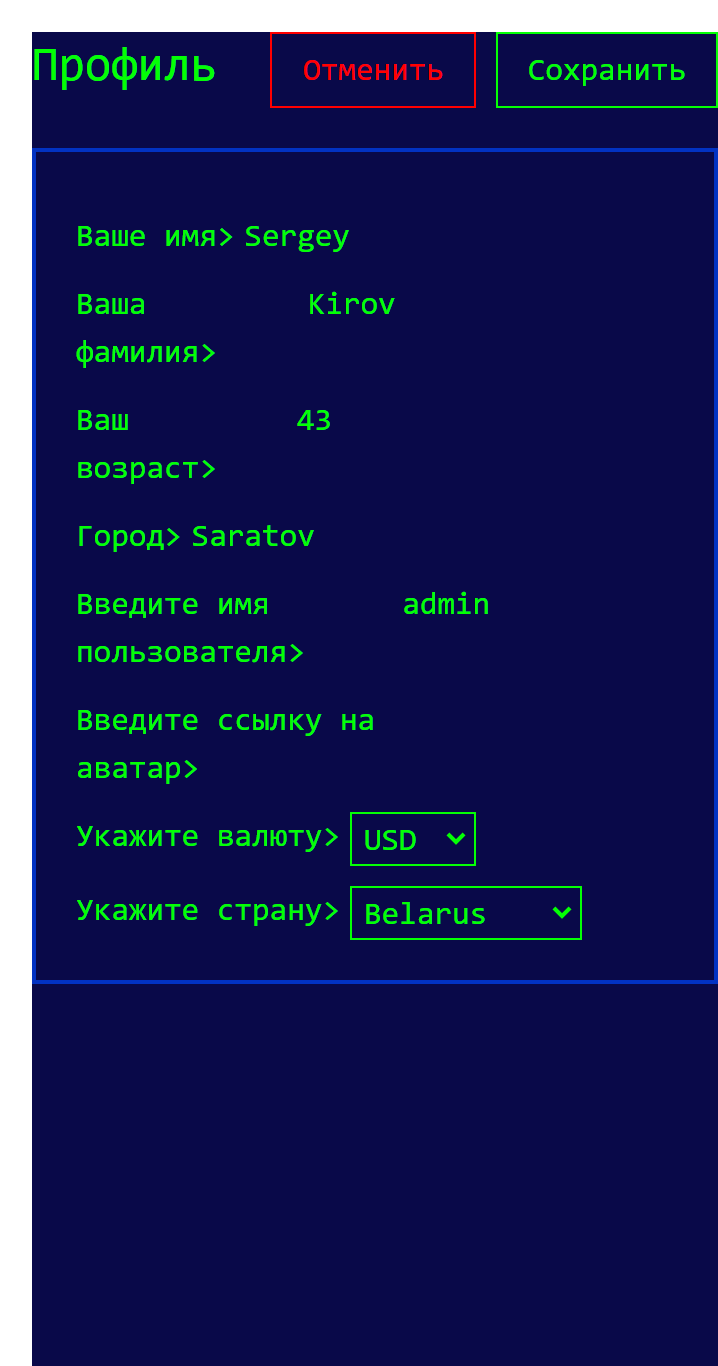 Профиль Отменить Сохранить
Ваше имя> Sergey
Ваша Kirov
фамилия>
Ваш 43
возраст>
Город> Saratov
Введите имя admin
пользователя>
Введите ссылку на
аватар>
Укажите валюту> USD
Укажите страну> Belarus